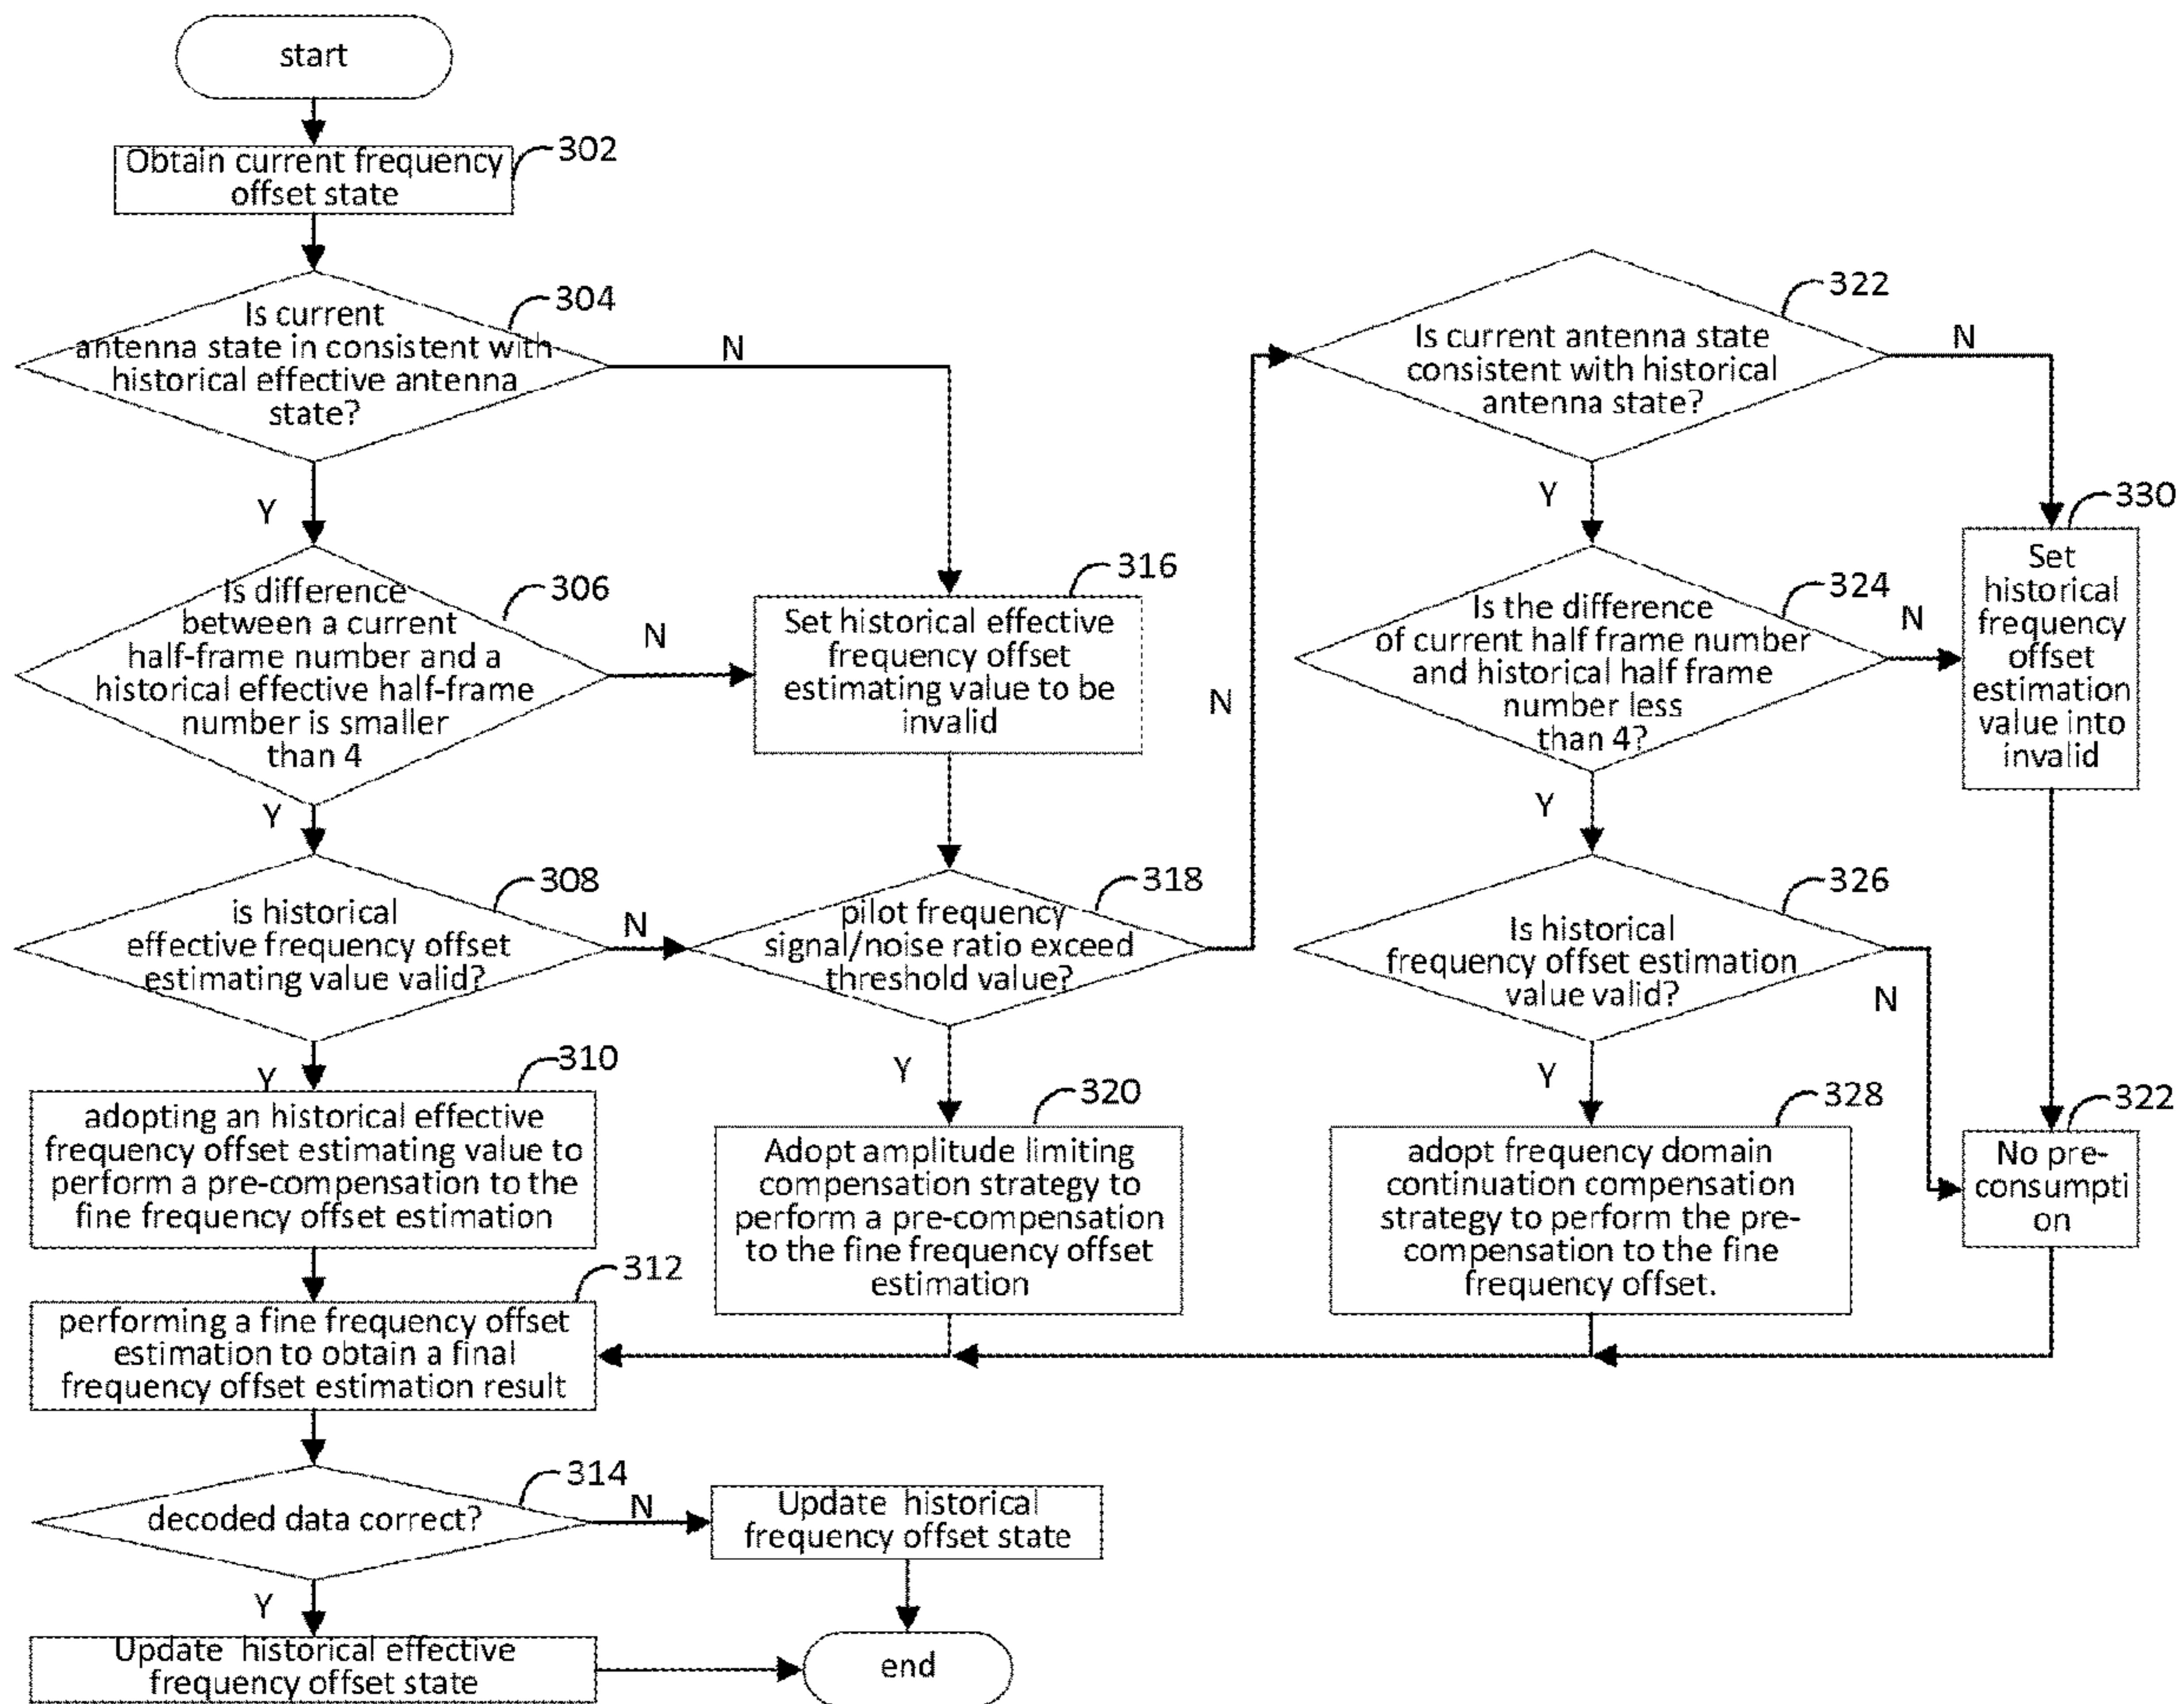 start
302
Obtain current frequency
offset state
304
Is current
antenna state in consistent with
historical effective antenna
state?
N
Y
306
Is difference
between a current
half-frame number and a
historical effective half-frame
number is smaller
than 4
N
Y
316
Set historical effective
frequency offset
estimating value to be
invalid
308
is historical
effective frequency offset
estimating value valid?
N
Y
318
pilot frequency
signal/noise ratio exceed
threshold value?
N
Y
310
adopting an historical effective
frequency offset estimating value to
perform a pre-compensation to the
fine frequency offset estimation
320
Adopt amplitude limiting
compensation strategy to
perform a pre-compensation
to the fine frequency offset
estimation
322
Is current antenna state
consistent with historical
antenna state?
N
Y
324
Is the difference
of current half frame number
and historical half frame
number less
than 4?
N
Y
330
Set
historical
frequency
offset
estimation
value into
invalid
326
Is historical
frequency offset estimation
value valid?
N
Y
328
adopt frequency domain
continuation compensation
strategy to perform the pre-
compensation to the fine
frequency offset.
322
No pre-
consumpti
on
312
performing a fine frequency offset
estimation to obtain a final
frequency offset estimation result
314
decoded data correct?
N
Y
Update historical
frequency offset state
Update historical effective
frequency offset state
end